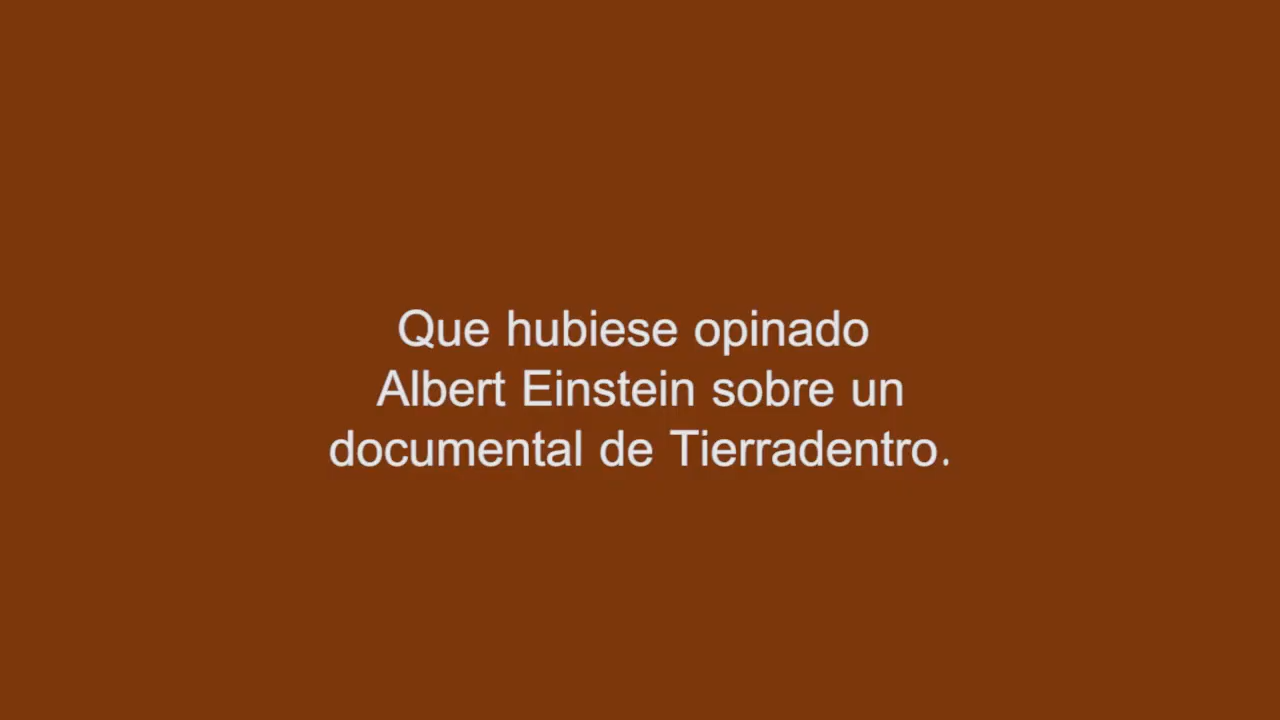 Que hubiese opinado
Albert Einstein sobre un
documental de Tierradentro.